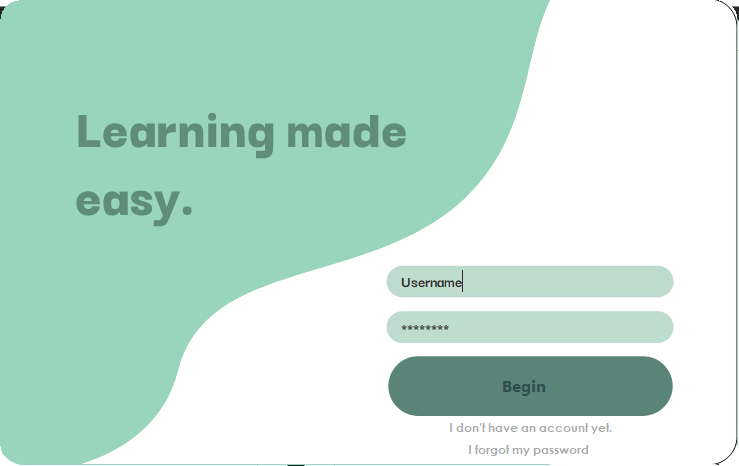 Learning made
easy.
Username
********
Begin
I don't have an account yet.
I forgot my password